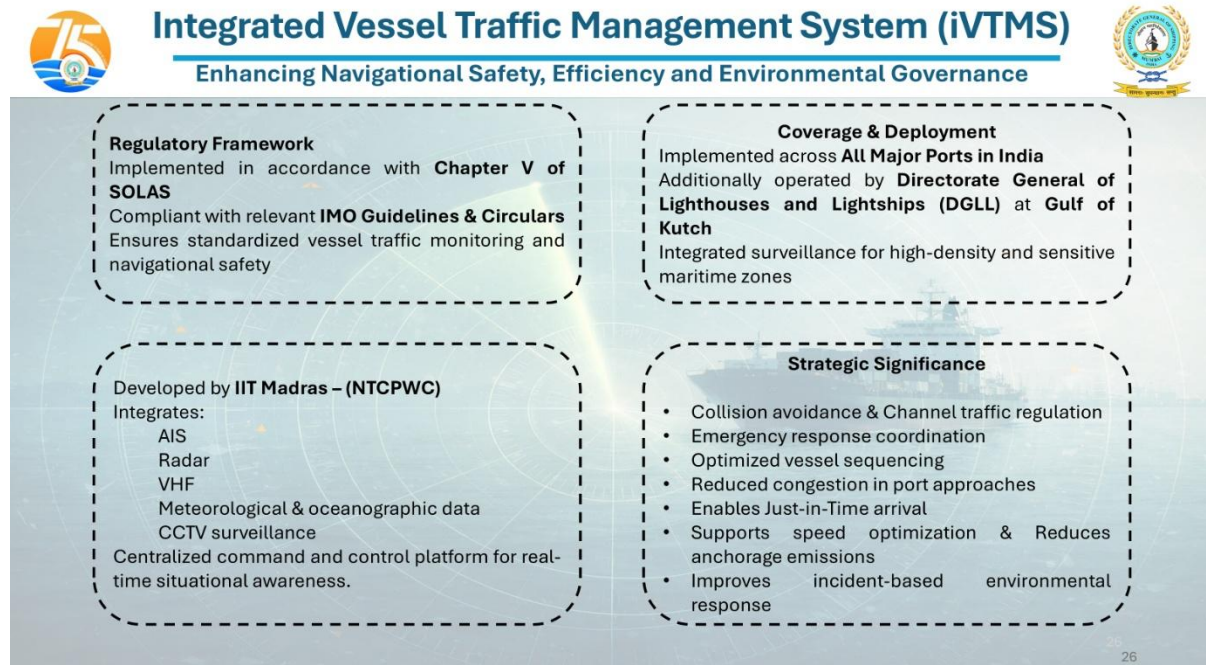 Integrated Vessel Traffic Management System (iVTMS)
Enhancing Navigational Safety, Efficiency and Environmental Governance
75
Regulatory Framework
Implemented in accordance with Chapter V of
SOLAS
Compliant with relevant IMO Guidelines & Circulars
Ensures standardized vessel traffic monitoring and
navigational safety
Coverage & Deployment
Implemented across All Major Ports in India
Additionally operated by Directorate General of
Lighthouses and Lightships (DGLL) at Gulf of
Kutch
Integrated surveillance for high-density and sensitive
maritime zones
Developed by IIT Madras – (NTCPWC)
Integrates:
AIS
Radar
VHF
Meteorological & oceanographic data
CCTV surveillance
Centralized command and control platform for real-
time situational awareness.
Strategic Significance
• Collision avoidance & Channel traffic regulation
• Emergency response coordination
• Optimized vessel sequencing
• Reduced congestion in port approaches
• Enables Just-in-Time arrival
• Supports speed optimization & Reduces
anchorage emissions
• Improves incident-based environmental
response
26
26